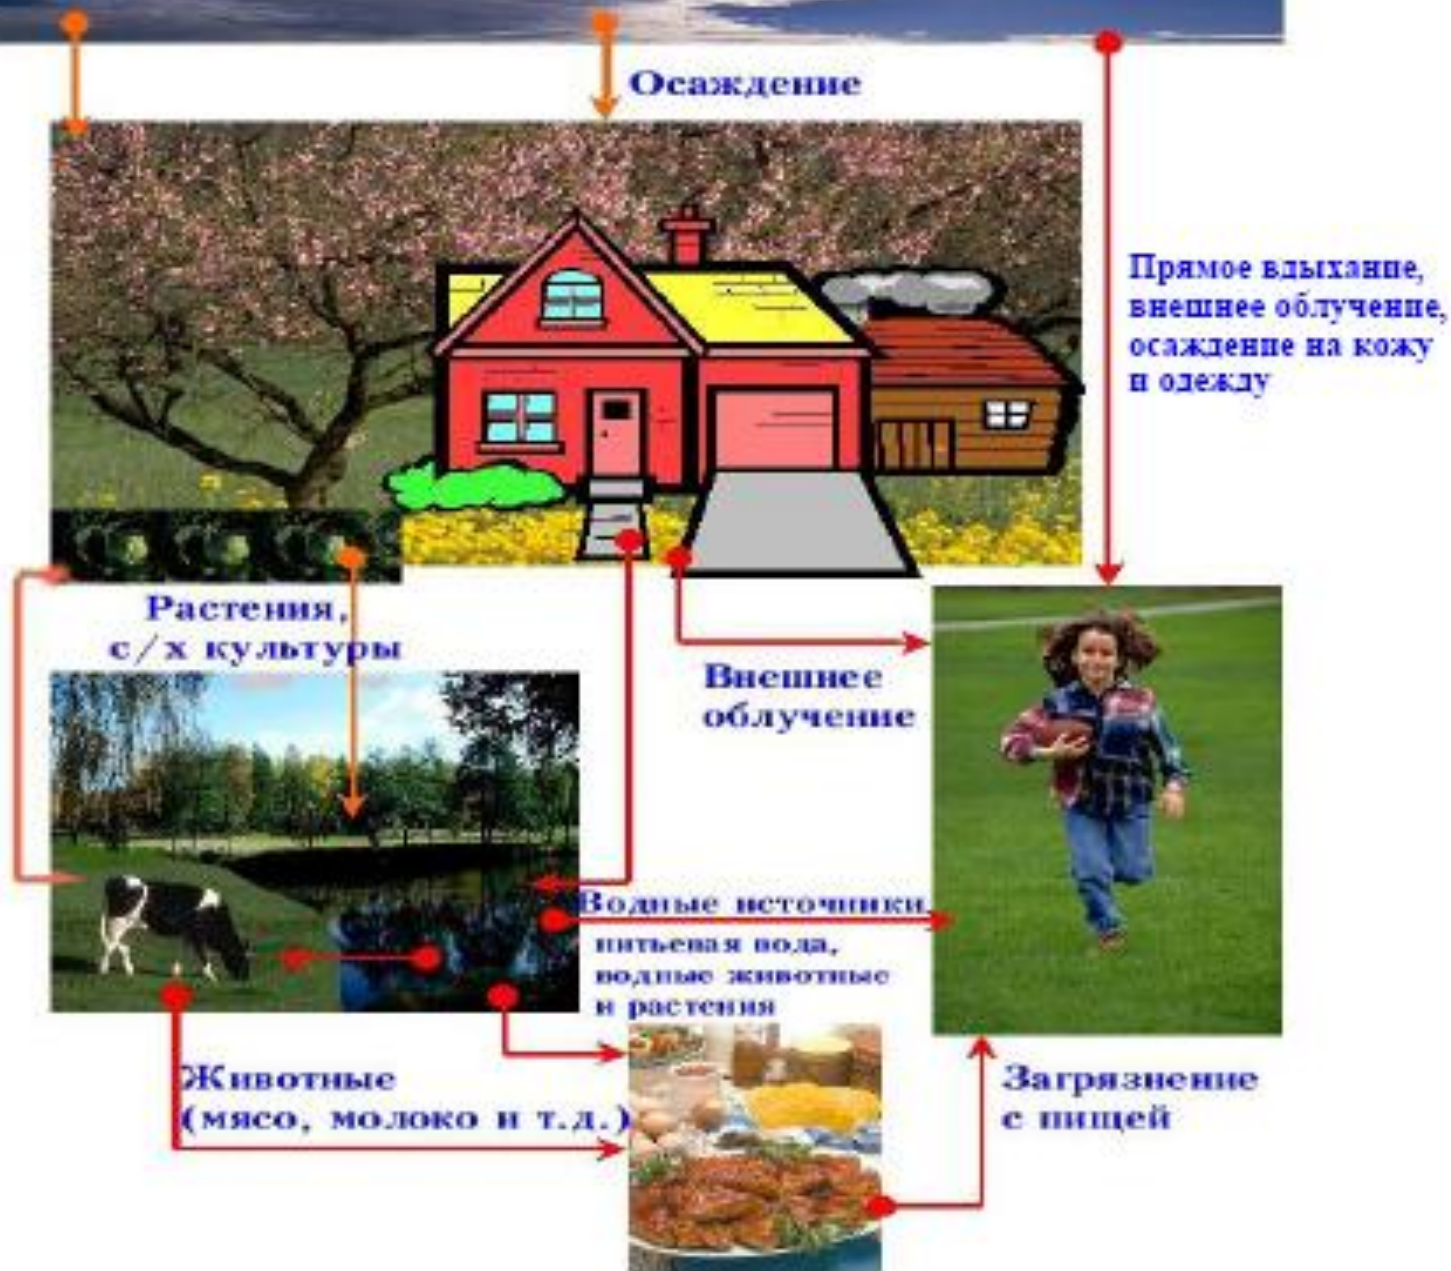 Осаждение
Прямое вдыхание,
внешнее облучение,
осаждение на кожу
и одежду
Растения,
с/х культуры
Внешнее
облучение
Водные источники
питьевая вода,
водные животные
и растения
Животные
(мясо, молоко и т.д.)
Загрязнение
с пищей